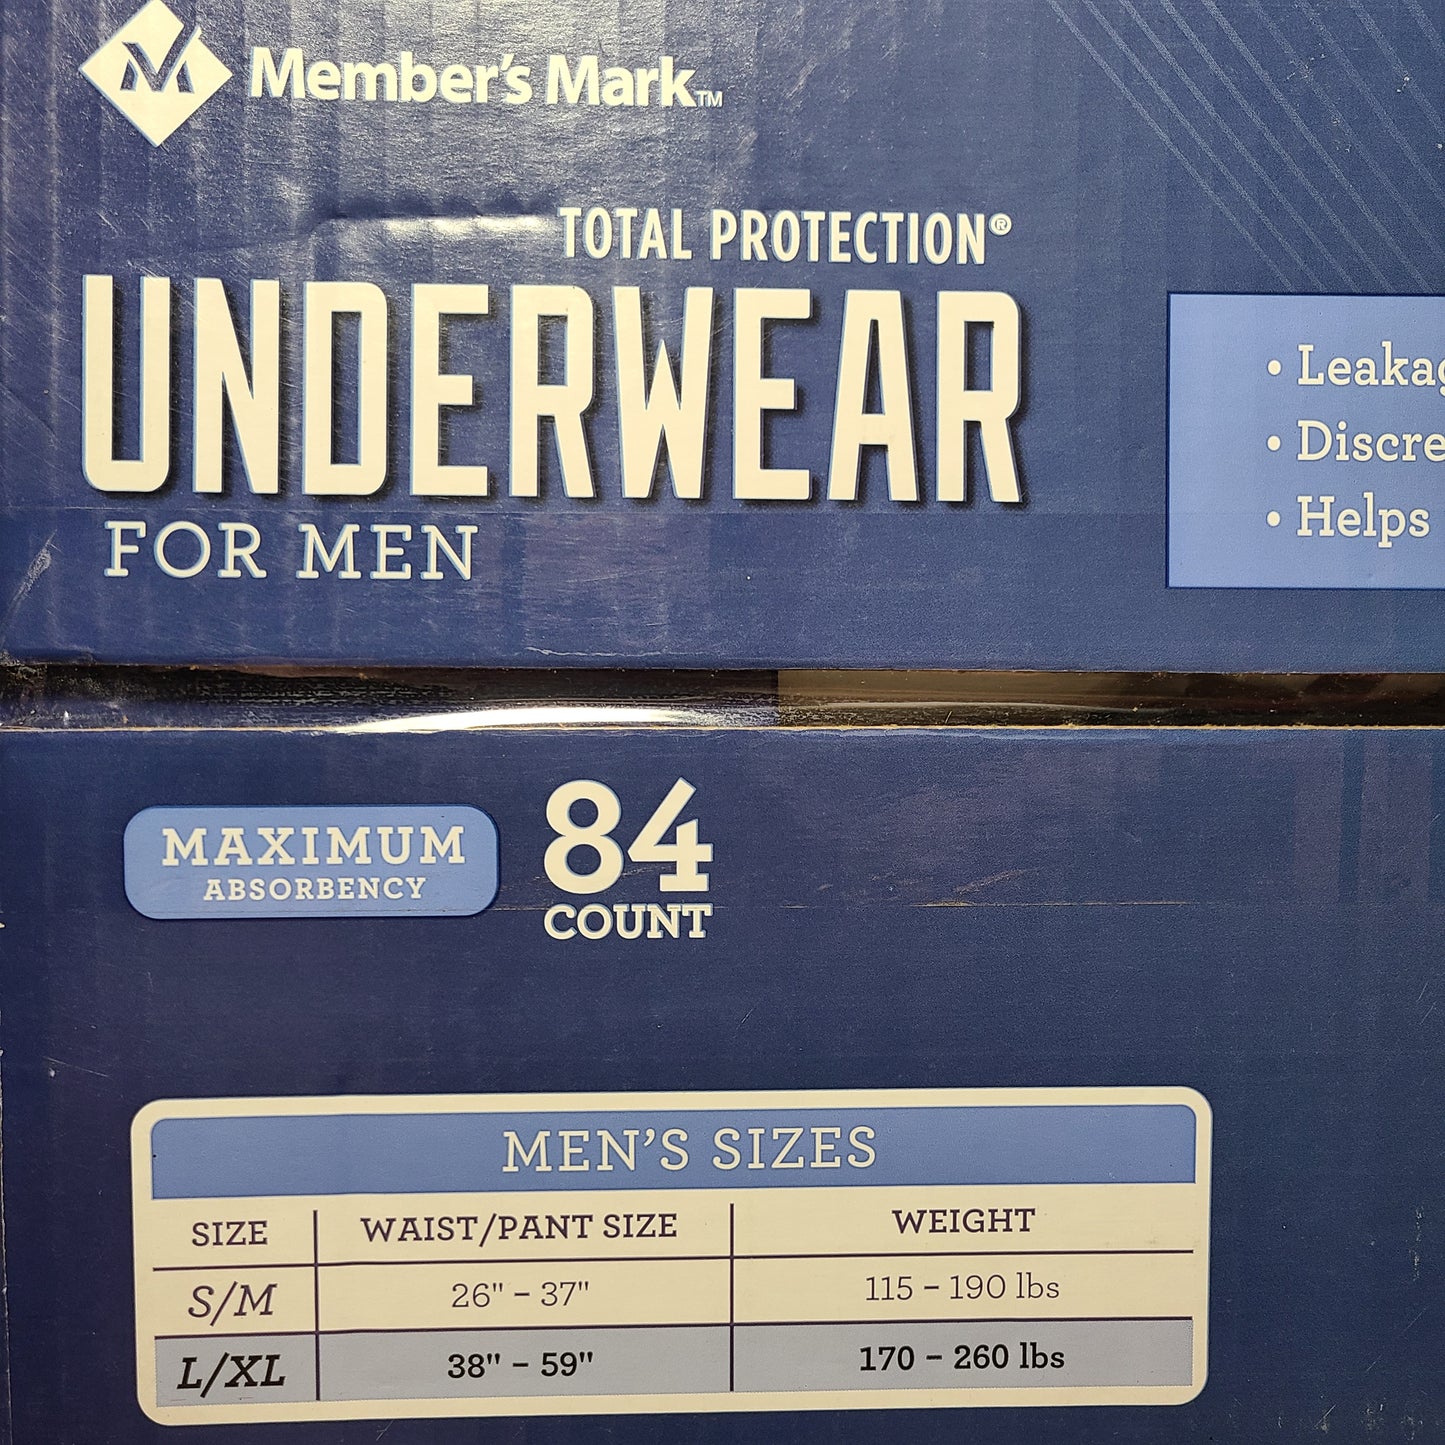 Member's Mark™
TOTAL PROTECTION®
UNDERWEAR
FOR MEN
• Discre
• Helps
MAXIMUM
ABSORBENCY
84
COUNT
MEN'S SIZES
SIZE WAIST/PANT SIZE WEIGHT
S/M 26" – 37" 115 – 190 lbs
L/XL 38" – 59" 170 – 260 lbs